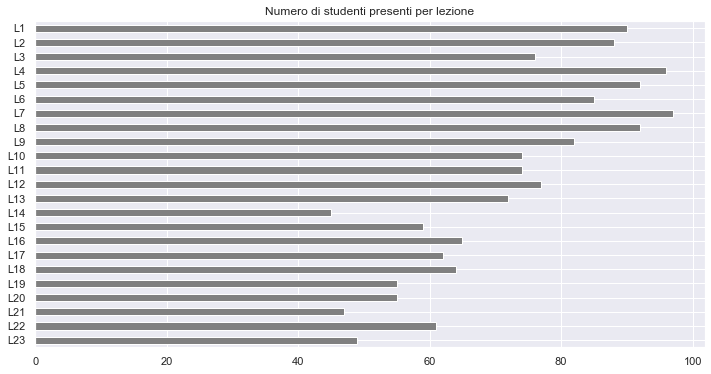 Numero di studenti presenti per lezione
L1
L2
L3
L4
L5
L6
L7
L8
L9
L10
L11
L12
L13
L14
L15
L16
L17
L18
L19
L20
L21
L22
L23
0 20 40 60 80 100